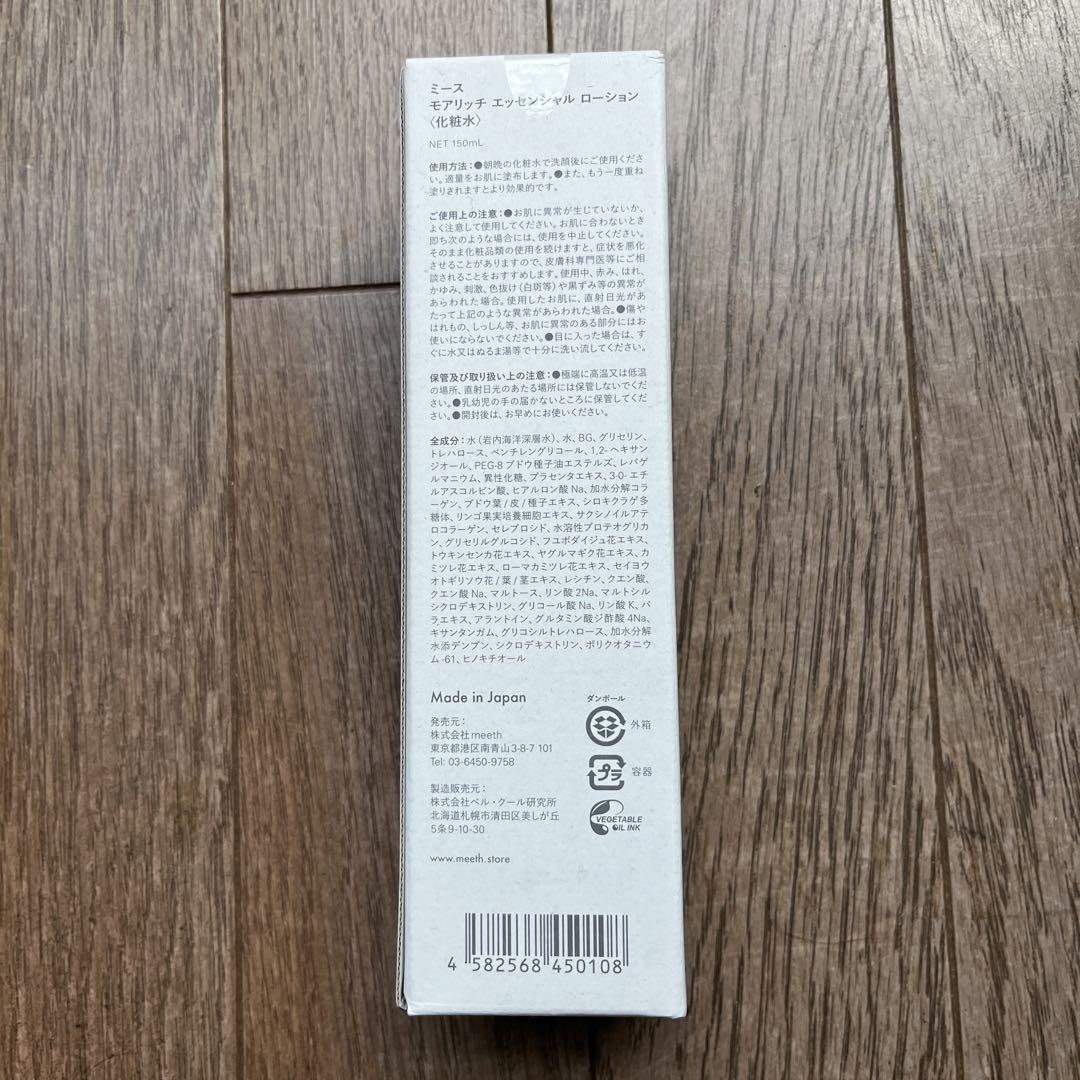 ミース
モアリッチ エッセンシャル ローション
〈化粧水〉
NET 150mL
使用方法：●朝晩の化粧水で洗顔後にご使用くださ
い。適量をお肌に塗布します。●また、もう一度重ね
塗りされますとより効果的です。
ご使用上の注意：●お肌に異常が生じていないか、
よく注意して使用してください。お肌に合わないとき
即ち次のような場合には、使用を中止してください。
そのまま化粧品類の使用を続けますと、症状を悪化
させることがありますので、皮膚科専門医等にご相
談されることをおすすめします。使用中、赤み、はれ、
かゆみ、刺激、色抜け（白斑等）や黒ずみ等の異常が
あらわれた場合。使用したお肌に、直射日光があ
たって上記のような異常があらわれた場合。●傷や
はれもの、しっしん等、お肌に異常のある部分にはお
使いにならないでください。●目に入った場合は、す
ぐに水又はぬるま湯等で十分に洗い流してください。
保管及び取り扱い上の注意：●極端に高温又は低温
の場所、直射日光のあたる場所には保管しないでくだ
さい。●乳幼児の手の届かないところに保管してくだ
さい。●開封後は、お早めにお使いください。
全成分：水（岩内海洋深層水）、水、BG、グリセリン、
トレハロース、ペンチレングリコール、1,2-ヘキサン
ジオール、PEG-8 ブドウ種子油エステルズ、レパゲ
ルマニウム、異性化糖、プラセンタエキス、3-0-エチ
ルアスコルビン酸、ヒアルロン酸 Na、加水分解コラ
ーゲン、ブドウ葉 / 皮 / 種子エキス、シロキクラゲ多
糖体、リンゴ果実培養細胞エキス、サクシノイルアテ
ロコラーゲン、セレブロシド、水溶性プロテオグリカ
ン、グリセリルグルコシド、フユボダイジュ花エキス、
トウキンセンカ花エキス、ヤグルマギク花エキス、カ
ミツレ花エキス、ローマカミツレ花エキス、セイヨウ
オトギリソウ花 / 葉 / 茎エキス、レシチン、クエン酸、
クエン酸 Na、マルトース、リン酸 2Na、マルトシル
シクロデキストリン、グリコール酸 Na、リン酸 K、バ
ラエキス、アラントイン、グルタミン酸ジ酢酸 4Na、
キサンタンガム、グリコシルトレハロース、加水分解
水添デンプン、シクロデキストリン、ポリクオタニウ
ム -61、ヒノキチオール
Made in Japan
発売元：
株式会社meeth
東京都港区南青山3-8-7 101
Tel: 03-6450-9758
製造販売元：
株式会社ベル・クール研究所
北海道札幌市清田区美しが丘
5条9-10-30
www.meeth.store
ダンボール
外箱
プラ
容器
VEGETABLE
OIL INK
4 582568 450108